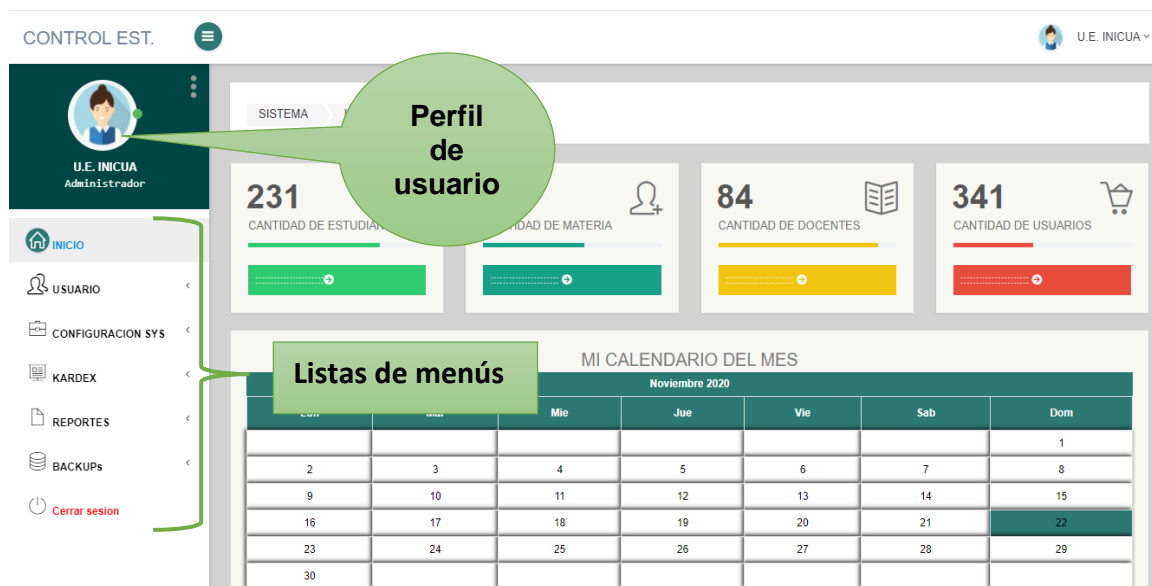 CONTROL EST.
U.E. INICUA
U.E. INICUA
Administrador
INICIO
USUARIO
CONFIGURACION SYS
KARDEX
REPORTES
BACKUPs
Cerrar sesion
SISTEMA
Perfil
de
usuario
231
CANTIDAD DE
84
CANTIDAD DE DOCENTES
341
CANTIDAD DE USUARIOS
DE MATERIA
Listas de menús
MI CALENDARIO DEL MES
Noviembre 2020
Mie Jue Vie Sab Dom
1
2 3 4 5 6 7 8
9 10 11 12 13 14 15
16 17 18 19 20 21 22
23 24 25 26 27 28 29
30